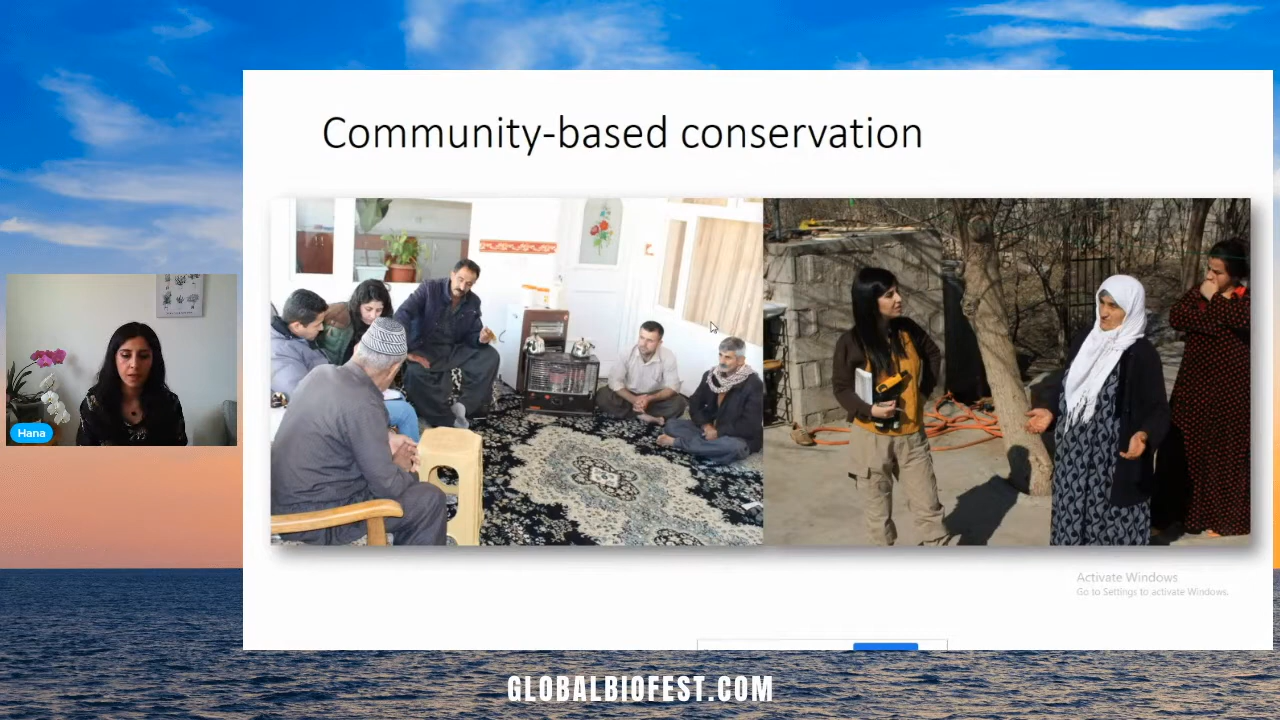 Community-based conservation
Hana
Activate Windows
Go to Settings to activate Windows.
GLOBALBIOFEST.COM